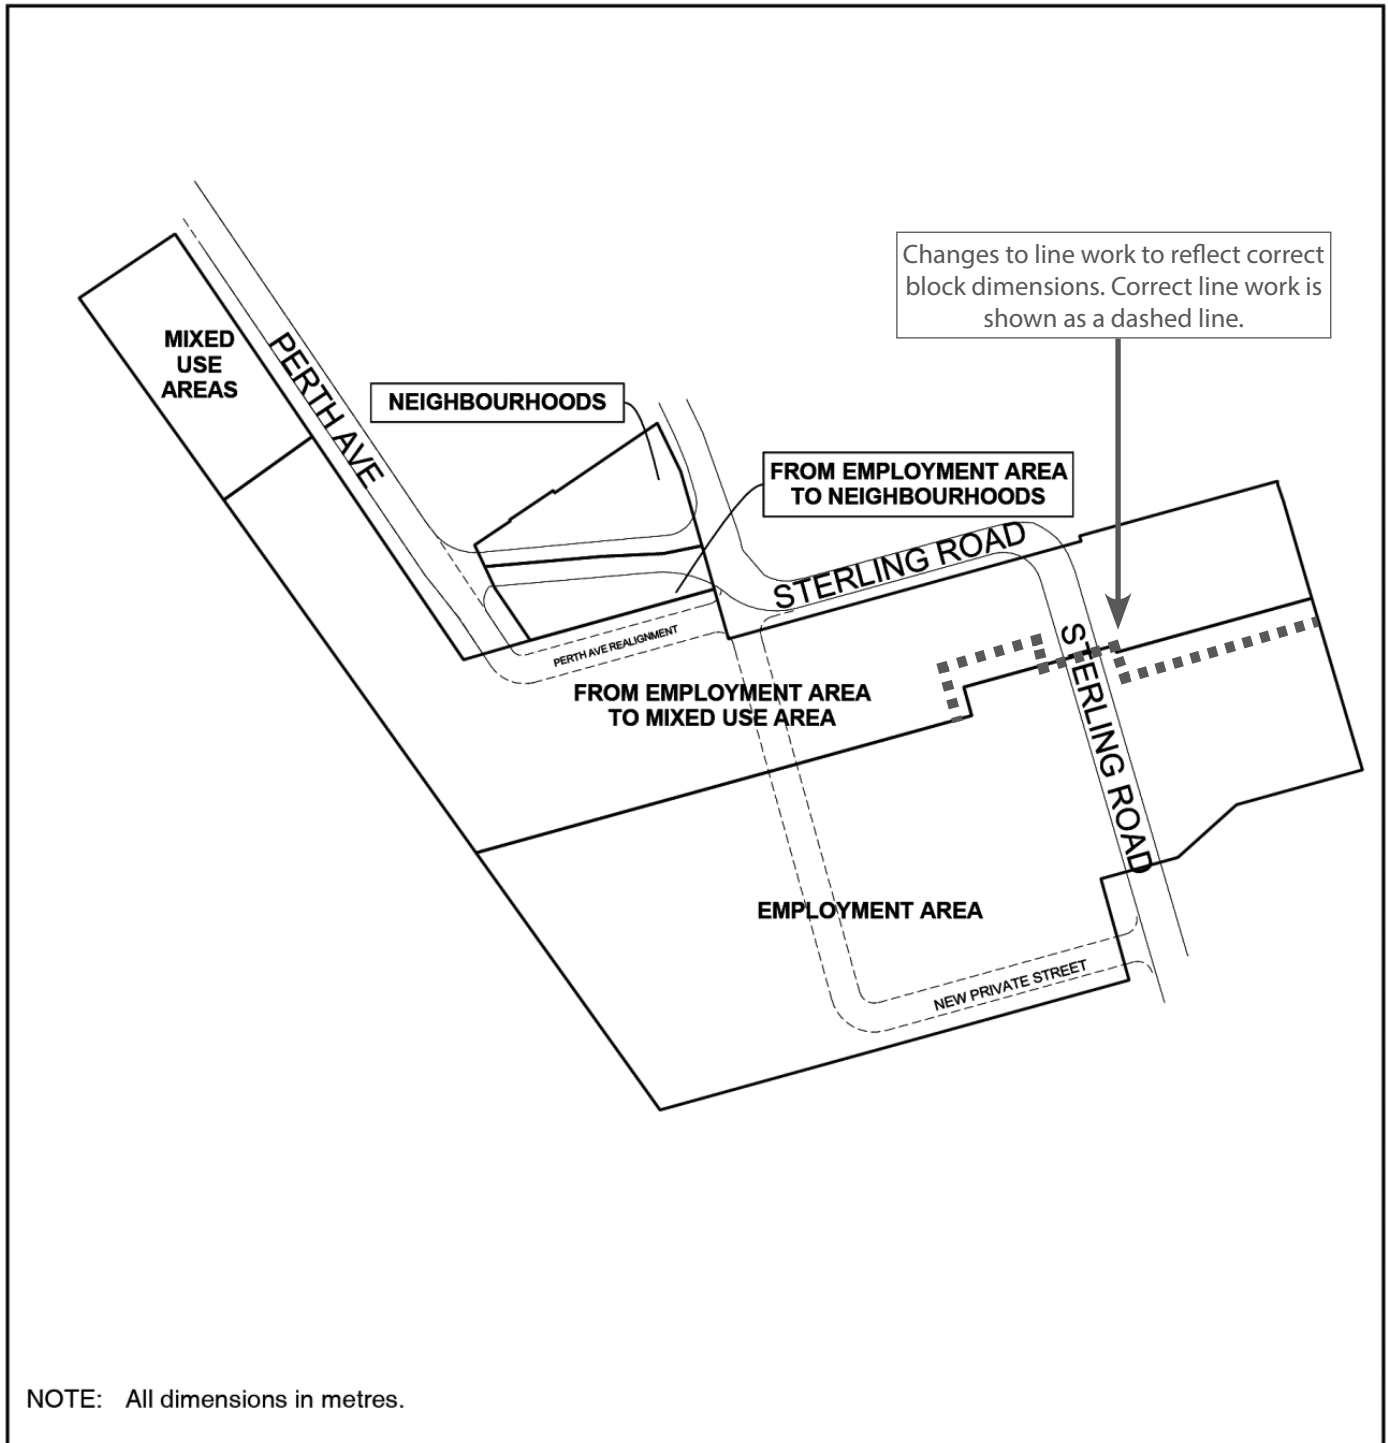 Changes to line work to reflect correct
block dimensions. Correct line work is
shown as a dashed line.
MIXED
USE
AREAS
PERTH AVE
NEIGHBOURHOODS
FROM EMPLOYMENT AREA
TO NEIGHBOURHOODS
STERLING ROAD
PERTH AVE REALIGNMENT
STERLING ROAD
FROM EMPLOYMENT AREA
TO MIXED USE AREA
EMPLOYMENT AREA
NEW PRIVATE STREET
NOTE: All dimensions in metres.